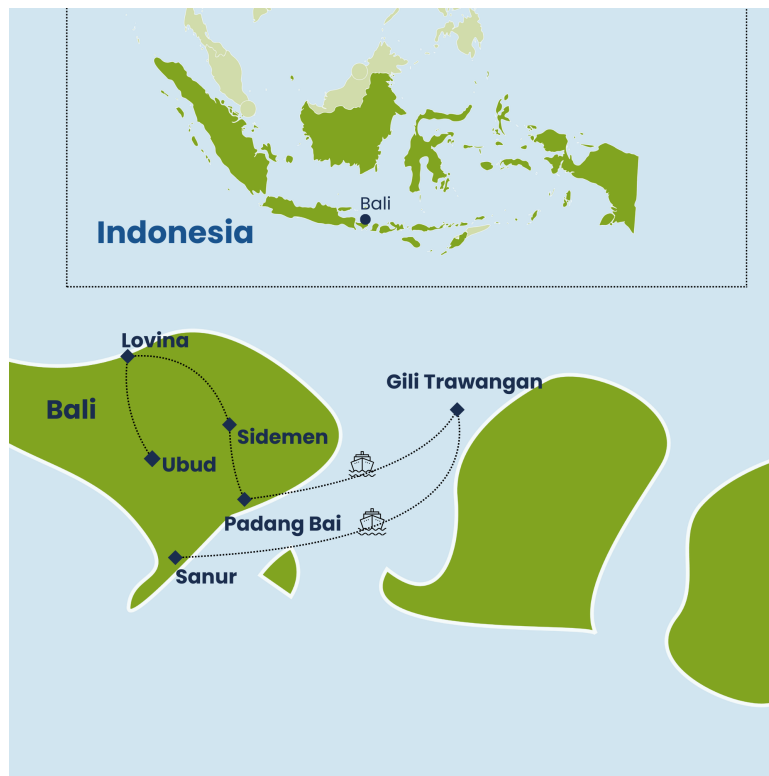 Bali
Indonesia
Lovina
Gili Trawangan
Bali
Sidemen
Ubud
Padang Bai
Sanur